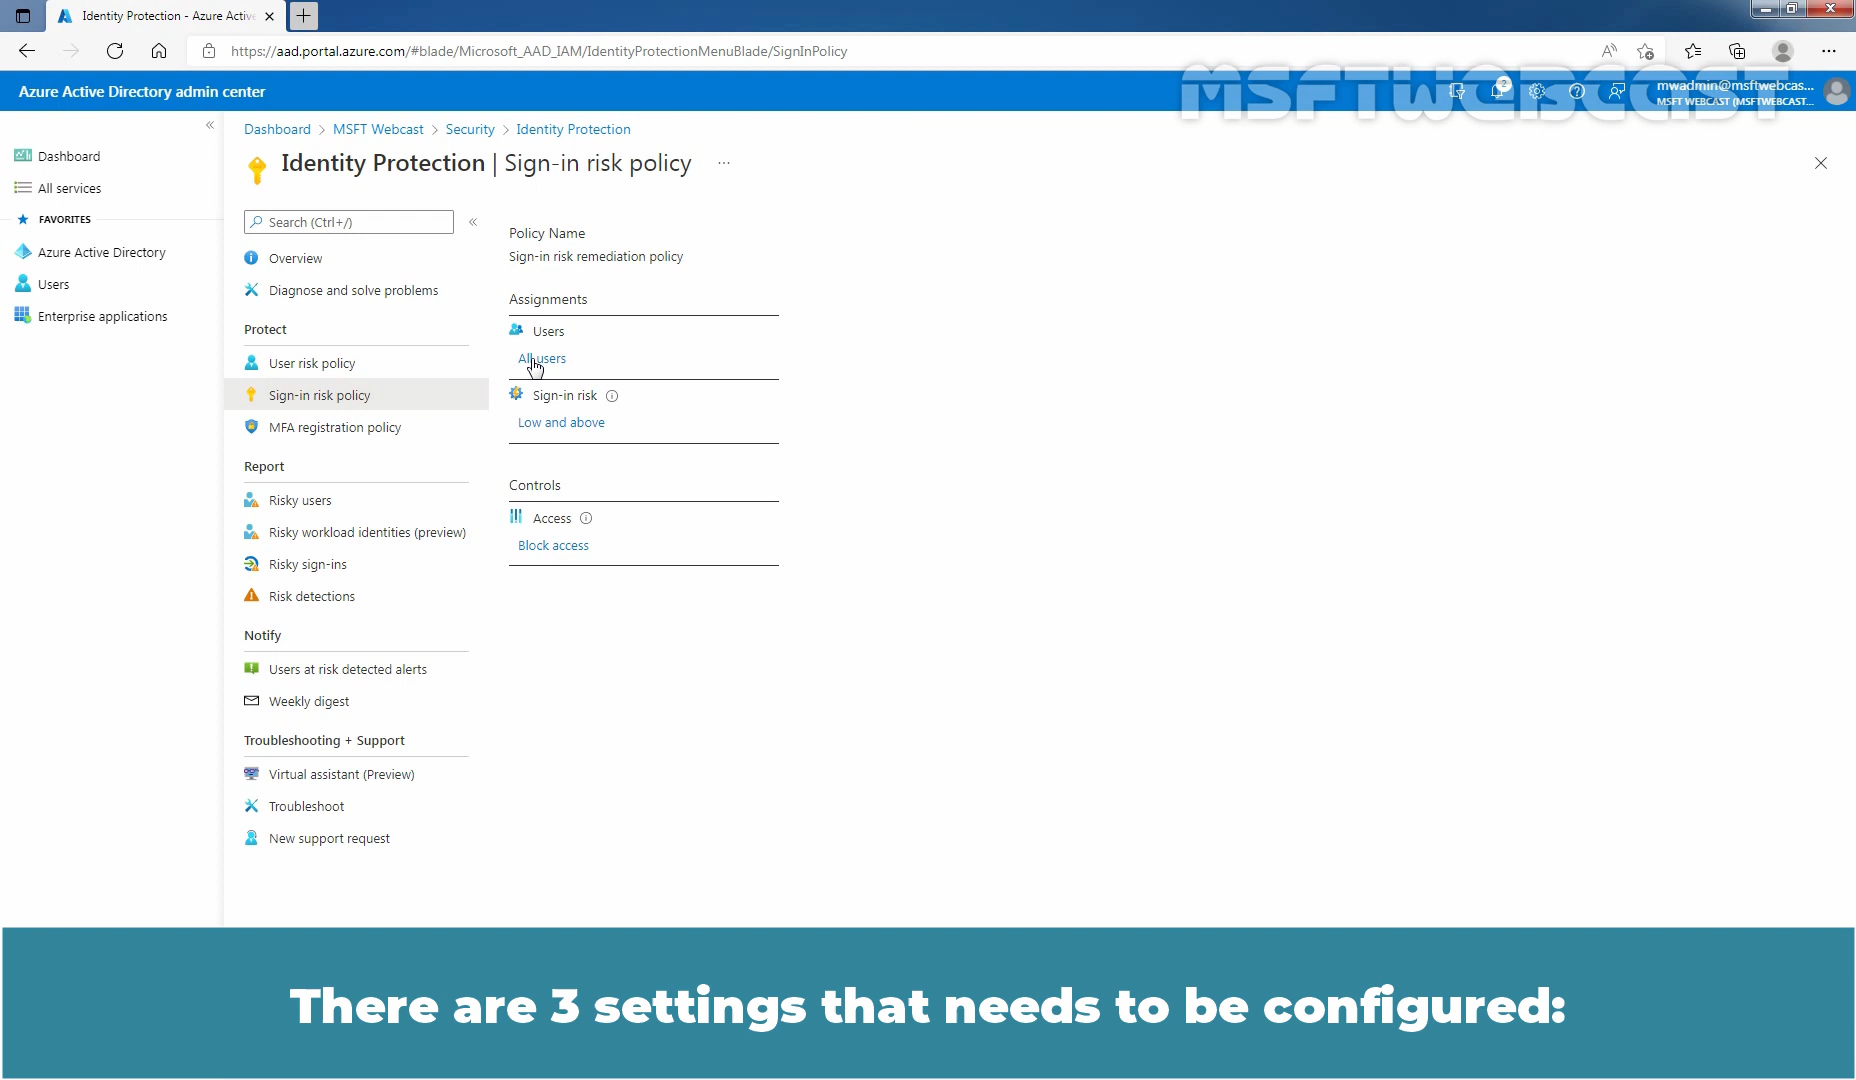 Identity Protection - Azure Active
https://aad.portal.azure.com/#blade/Microsoft_AAD_IAM/IdentityProtectionMenuBlade/SignInPolicy
Azure Active Directory admin center
2
mwadmin@msftwebcas...
MSFT WEBCAST (MSFTWEBCAST...
MSFTWEBCAST
Dashboard
All services
FAVORITES
Azure Active Directory
Users
Enterprise applications
Dashboard > MSFT Webcast > Security > Identity Protection
Identity Protection | Sign-in risk policy ...
Search (Ctrl+/)
Overview
Diagnose and solve problems
Protect
User risk policy
Sign-in risk policy
MFA registration policy
Report
Risky users
Risky workload identities (preview)
Risky sign-ins
Risk detections
Notify
Users at risk detected alerts
Weekly digest
Troubleshooting + Support
Virtual assistant (Preview)
Troubleshoot
New support request
Policy Name
Sign-in risk remediation policy
Assignments
Users
All users
Sign-in risk
Low and above
Controls
Access
Block access
There are 3 settings that needs to be configured: